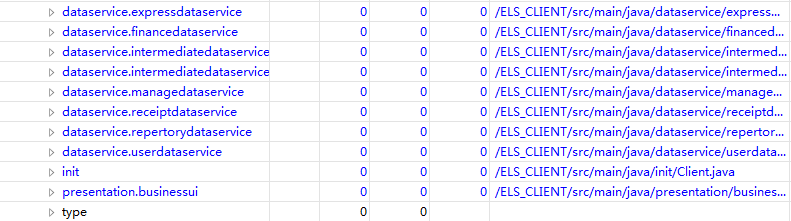 dataservice.expressdataservice 0 0 0 /ELS_CLIENT/src/main/java/dataservice/express...
dataservice.financedataservice 0 0 0 /ELS_CLIENT/src/main/java/dataservice/financed...
dataservice.intermediatedataservice 0 0 0 /ELS_CLIENT/src/main/java/dataservice/intermed...
dataservice.intermediatedataservice 0 0 0 /ELS_CLIENT/src/main/java/dataservice/intermed...
dataservice.managedataservice 0 0 0 /ELS_CLIENT/src/main/java/dataservice/manage...
dataservice.receiptdataservice 0 0 0 /ELS_CLIENT/src/main/java/dataservice/receiptd...
dataservice.repertorydataservice 0 0 0 /ELS_CLIENT/src/main/java/dataservice/repertor...
dataservice.userdataservice 0 0 0 /ELS_CLIENT/src/main/java/dataservice/userdata...
init 0 0 0 /ELS_CLIENT/src/main/java/init/Client.java
presentation.businessui 0 0 0 /ELS_CLIENT/src/main/java/presentation/busines...
type 0 0